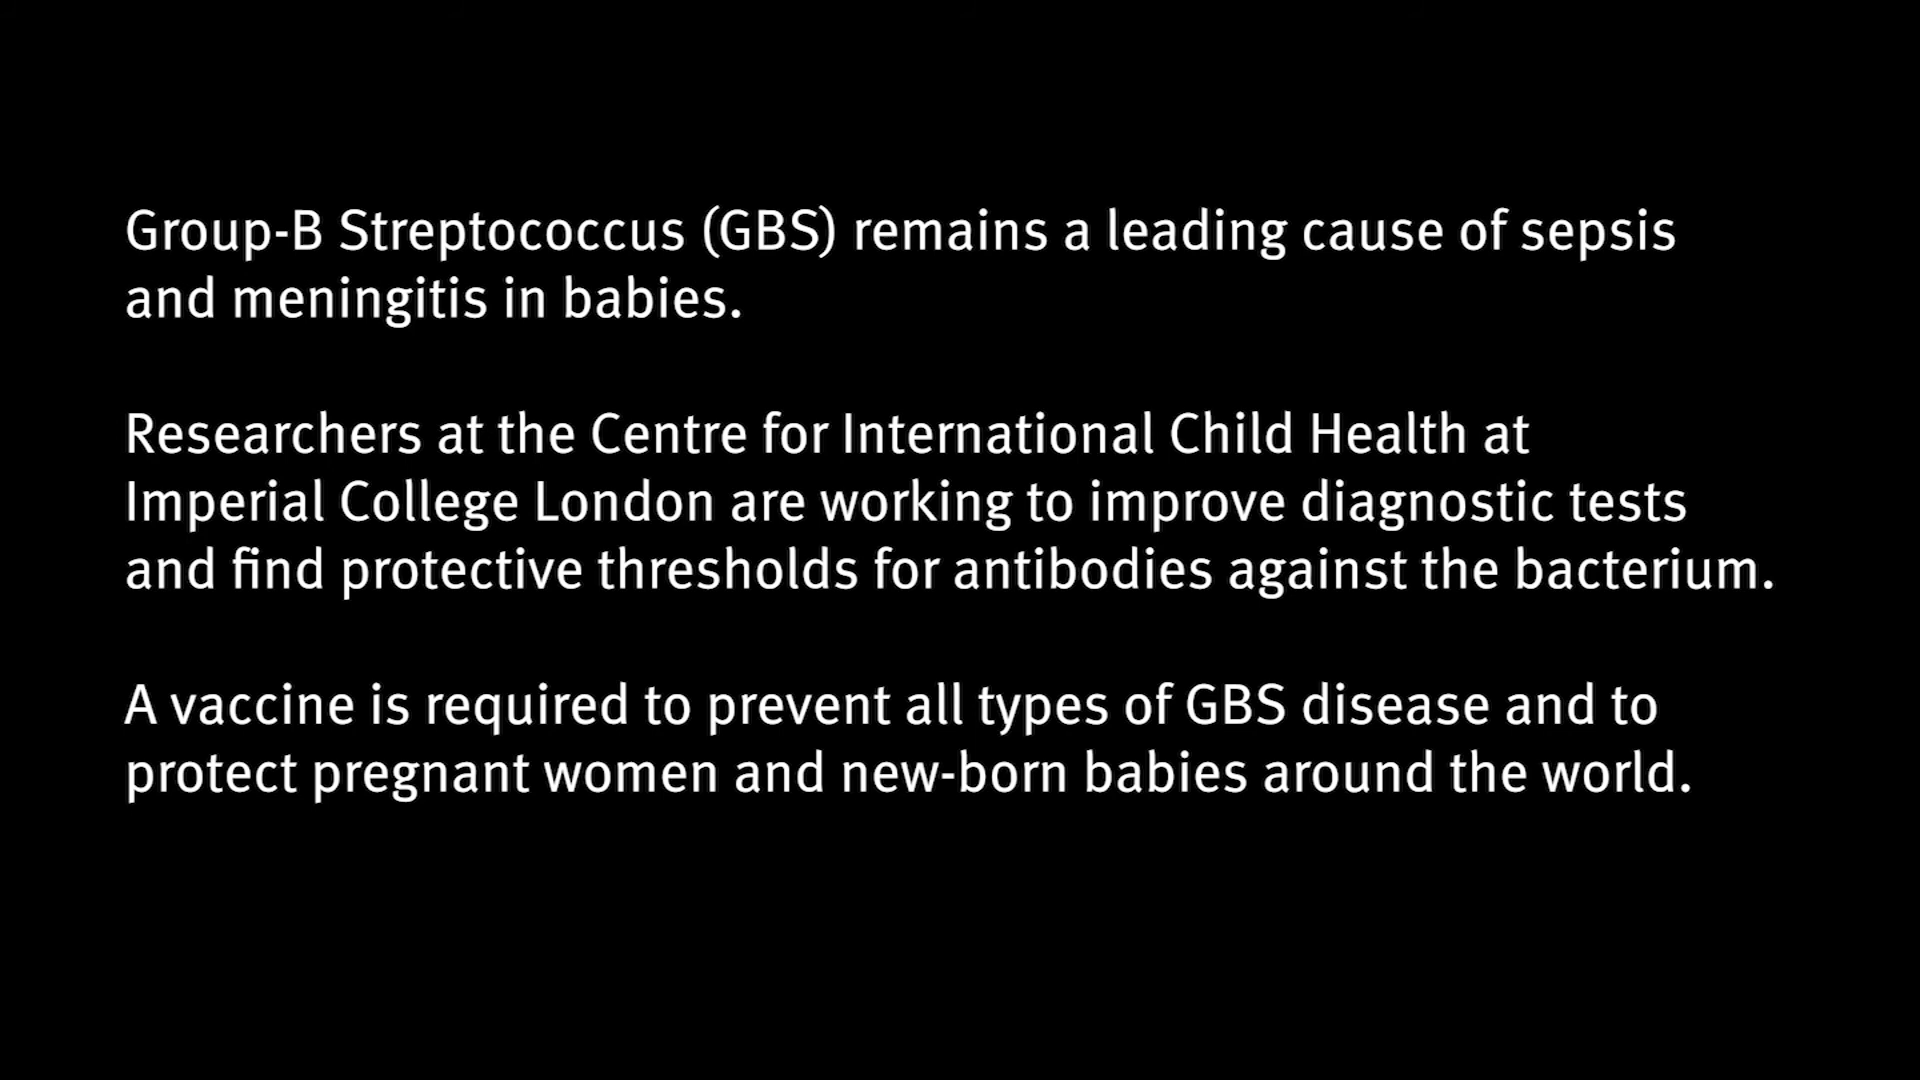 Group-B Streptococcus (GBS) remains a leading cause of sepsis
and meningitis in babies.
Researchers at the Centre for International Child Health at
Imperial College London are working to improve diagnostic tests
and find protective thresholds for antibodies against the bacterium.
A vaccine is required to prevent all types of GBS disease and to
protect pregnant women and new-born babies around the world.